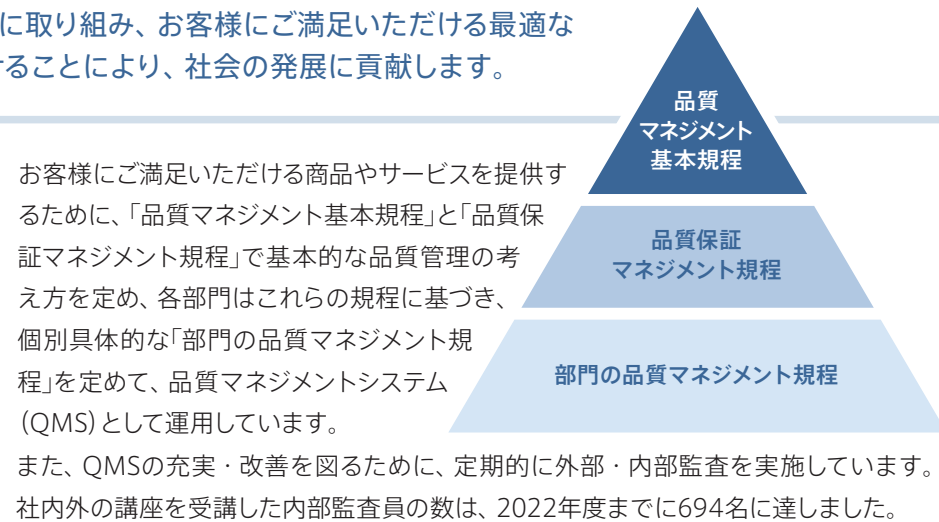 に取り組み、お客様にご満足いただける最適な
けることにより、社会の発展に貢献します。
品質
マネジメント
基本規程
お客様にご満足いただける商品やサービスを提供す
るために、「品質マネジメント基本規程」と「品質保
証マネジメント規程」で基本的な品質管理の考
え方を定め、各部門はこれらの規程に基づき、
個別具体的な「部門の品質マネジメント規
程」を定めて、品質マネジメントシステム
(QMS)として運用しています。
品質保証
マネジメント規程
部門の品質マネジメント規程
また、QMSの充実・改善を図るために、定期的に外部・内部監査を実施しています。
社内外の講座を受講した内部監査員の数は、2022年度までに694名に達しました。